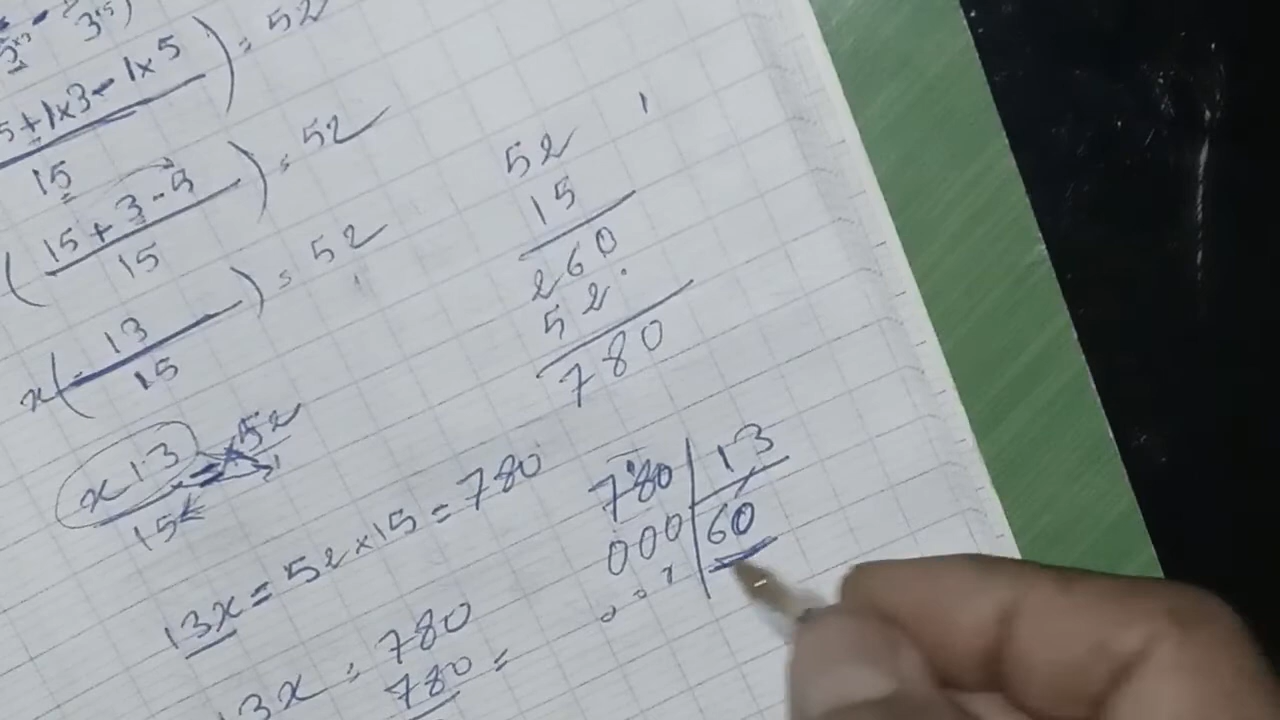 5+1x3-1x5) = 52
15
(15+3-5) = 52
15
x(13) = 52
15
x13 = 52
15 1
13x = 52x15 = 780
13x = 780
780 =
52
15
260
52.
780
780 | 13
000 | 60